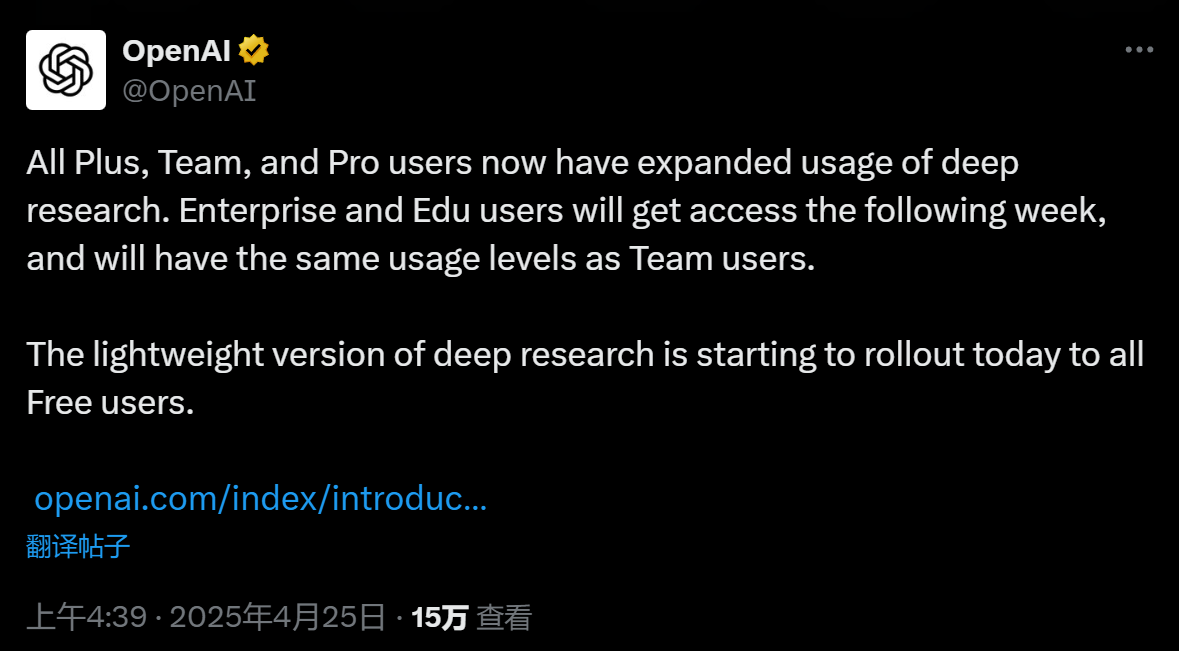 OpenAI
@OpenAI
All Plus, Team, and Pro users now have expanded usage of deep
research. Enterprise and Edu users will get access the following week,
and will have the same usage levels as Team users.
The lightweight version of deep research is starting to rollout today to all
Free users.
openai.com/index/introduc...
翻译帖子
上午4:39 · 2025年4月25日 · 15万 查看